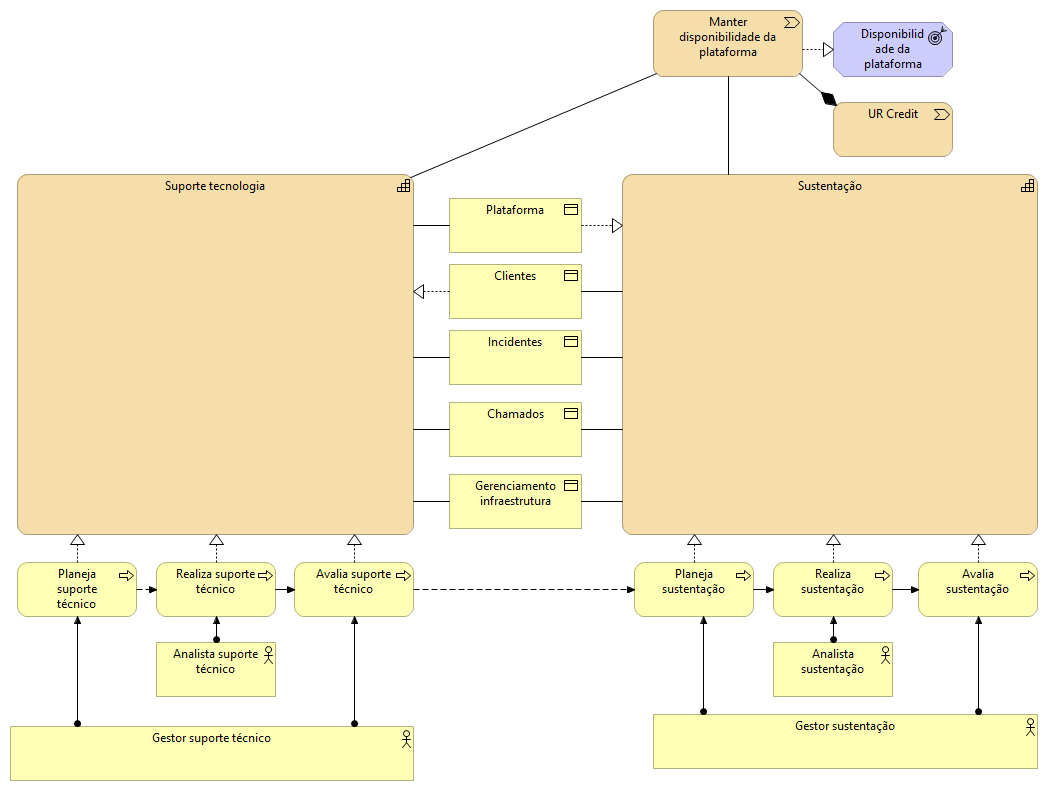 Manter
disponibilidade da
plataforma
Disponibilid
ade da
plataforma
UR Credit
Suporte tecnologia
Sustentação
Plataforma
Clientes
Incidentes
Chamados
Gerenciamento
infraestrutura
Planeja
suporte
técnico
Realiza suporte
técnico
Avalia suporte
técnico
Planeja
sustentação
Realiza
sustentação
Avalia
sustentação
Analista suporte
técnico
Analista
sustentação
Gestor suporte técnico
Gestor sustentação